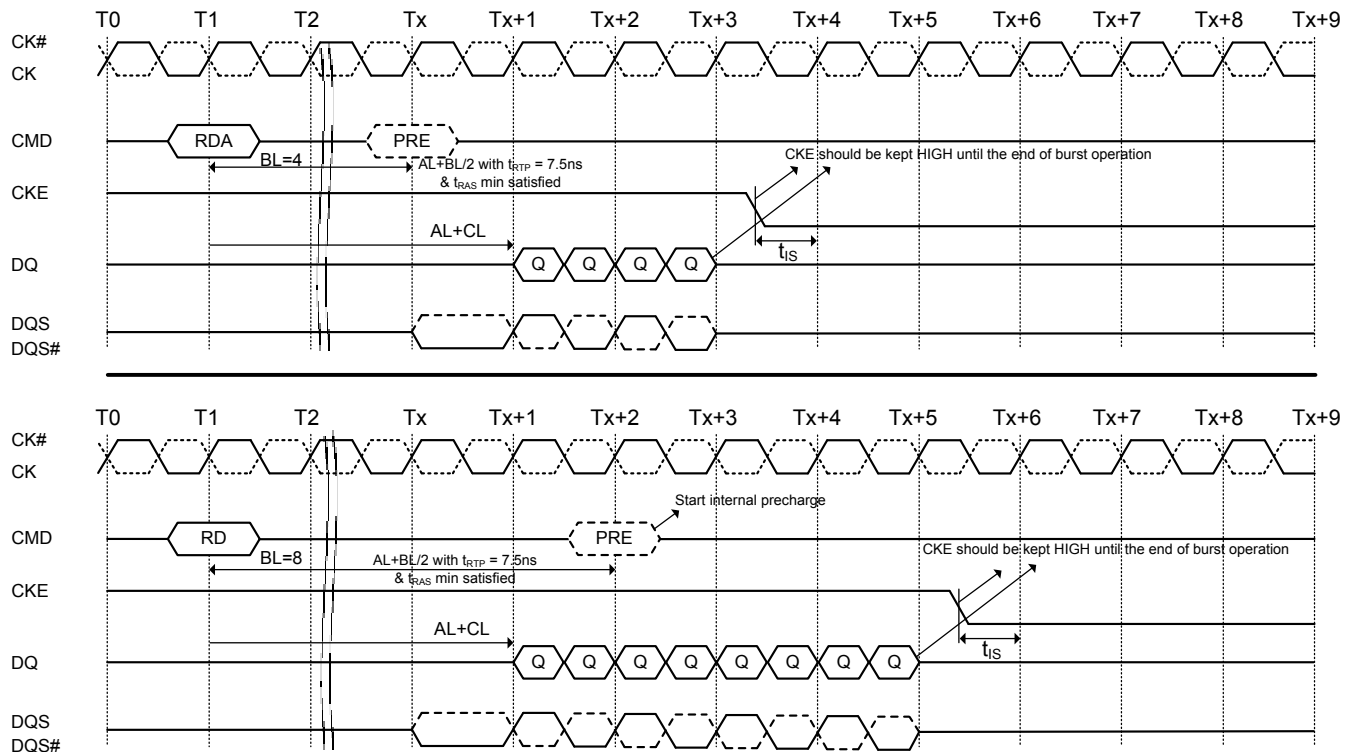 T0 T1 T2 Tx Tx+1 Tx+2 Tx+3 Tx+4 Tx+5 Tx+6 Tx+7 Tx+8 Tx+9
CK#
CK
CMD RDA PRE
BL=4 AL+BL/2 with tRTP = 7.5ns
& tRAS min satisfied
CKE should be kept HIGH until the end of burst operation
CKE
AL+CL
tIS
DQ Q Q Q Q
DQS
DQS#
T0 T1 T2 Tx Tx+1 Tx+2 Tx+3 Tx+4 Tx+5 Tx+6 Tx+7 Tx+8 Tx+9
CK#
CK
Start internal precharge
CMD RD PRE
CKE should be kept HIGH until the end of burst operation
BL=8 AL+BL/2 with tRTP = 7.5ns
& tRAS min satisfied
CKE
AL+CL
tIS
DQ Q Q Q Q Q Q Q Q
DQS
DQS#